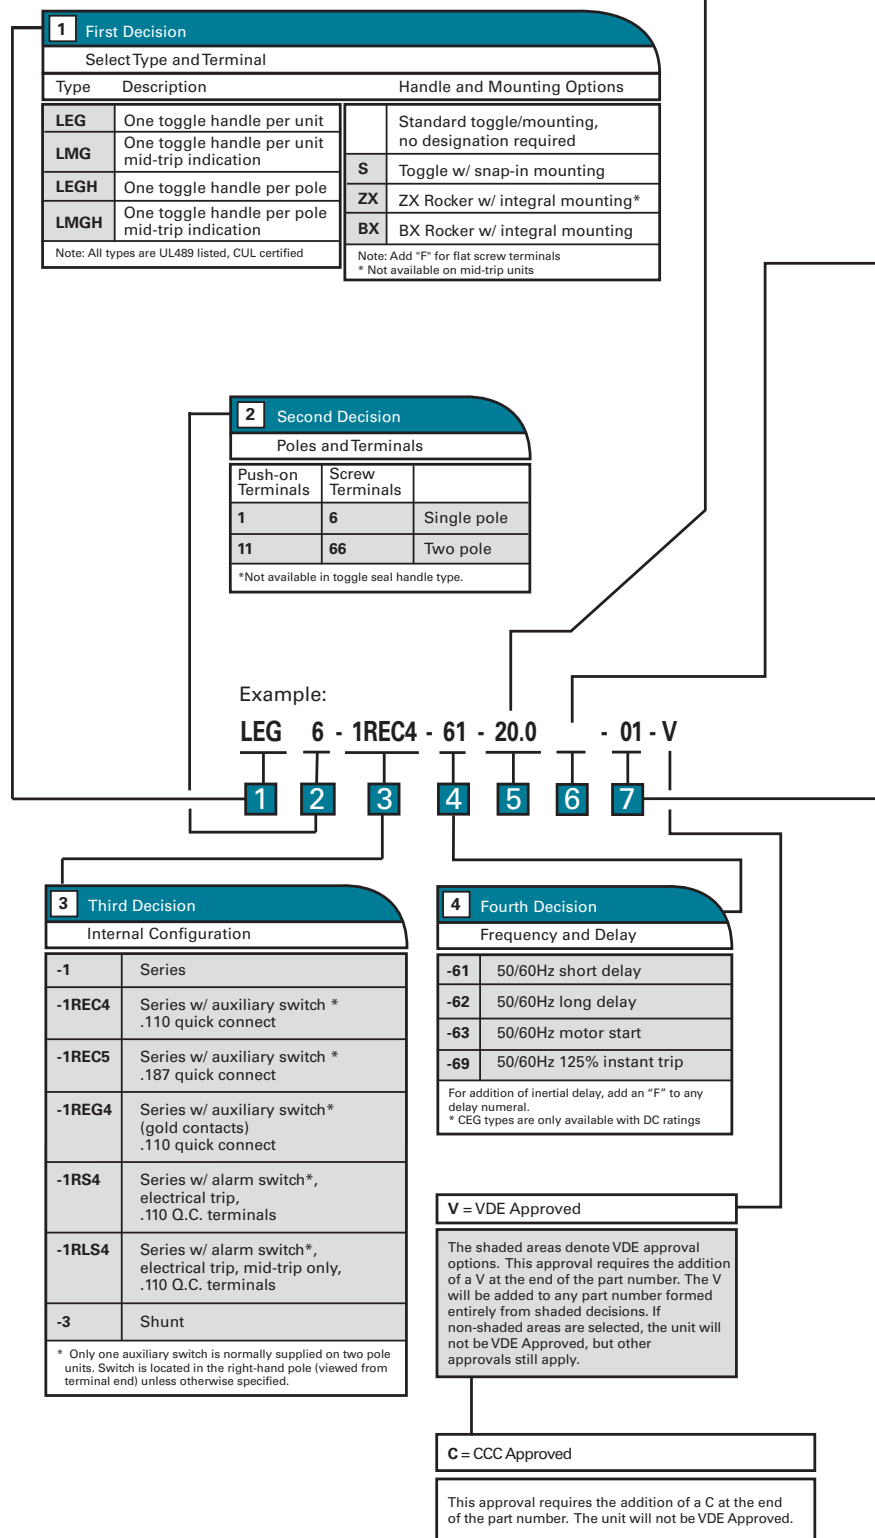 1 First Decision
Select Type and Terminal
Type Description Handle and Mounting Options
LEG One toggle handle per unit
LMG One toggle handle per unit
mid-trip indication
LEGH One toggle handle per pole
LMGH One toggle handle per pole
mid-trip indication
Note: All types are UL489 listed, CUL certified
Standard toggle/mounting,
no designation required
S Toggle w/ snap-in mounting
ZX ZX Rocker w/ integral mounting*
BX BX Rocker w/ integral mounting
Note: Add "F" for flat screw terminals
* Not available on mid-trip units
2 Second Decision
Poles and Terminals
Push-on Terminals Screw Terminals
1 6 Single pole
11 66 Two pole
*Not available in toggle seal handle type.
Example:
LEG 6 - 1REC4 - 61 - 20.0 - 01 - V
1 2 3 4 5 6 7
3 Third Decision
Internal Configuration
-1 Series
-1REC4 Series w/ auxiliary switch *
.110 quick connect
-1REC5 Series w/ auxiliary switch *
.187 quick connect
-1REG4 Series w/ auxiliary switch*
(gold contacts)
.110 quick connect
-1RS4 Series w/ alarm switch*,
electrical trip,
.110 Q.C. terminals
-1RLS4 Series w/ alarm switch*,
electrical trip, mid-trip only,
.110 Q.C. terminals
-3 Shunt
* Only one auxiliary switch is normally supplied on two pole
units. Switch is located in the right-hand pole (viewed from
terminal end) unless otherwise specified.
4 Fourth Decision
Frequency and Delay
-61 50/60Hz short delay
-62 50/60Hz long delay
-63 50/60Hz motor start
-69 50/60Hz 125% instant trip
For addition of inertial delay, add an “F” to any
delay numeral.
* CEG types are only available with DC ratings
V = VDE Approved
The shaded areas denote VDE approval
options. This approval requires the addition
of a V at the end of the part number. The V
will be added to any part number formed
entirely from shaded decisions. If
non-shaded areas are selected, the unit will
not be VDE Approved, but other
approvals still apply.
C = CCC Approved
This approval requires the addition of a C at the end
of the part number. The unit will not be VDE Approved.